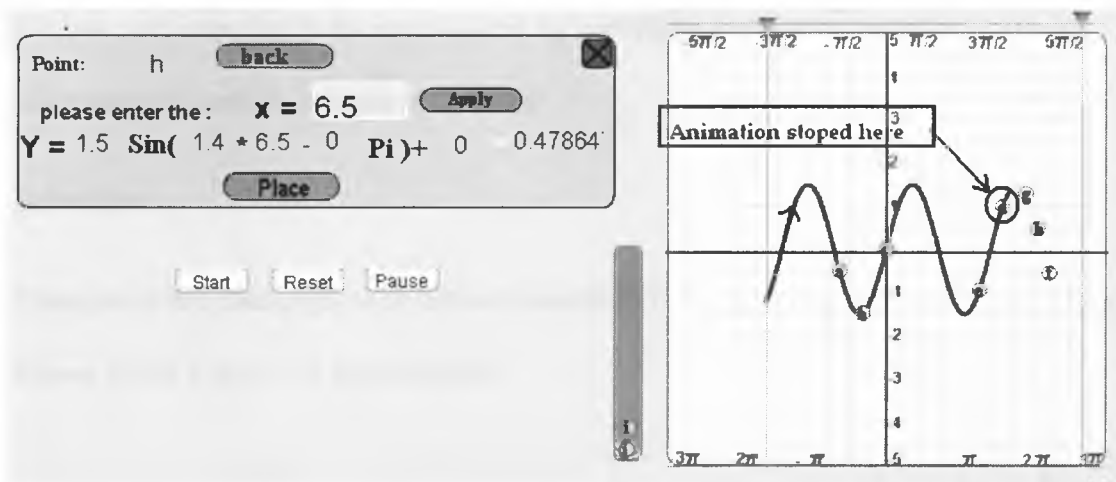 Point: h back
please enter the : x = 6.5 Apply
Y = 1.5 Sin( 1.4 * 6.5 - 0 Pi )+ 0 0.47864
Place
Start Reset Pause
i
-5π/2 -3π/2 - π/2 5 π/2 3π/2 5π/2
Animation stoped here
3
2
1
2
-3
4
3π 2π - π 5 π 2π
g
h